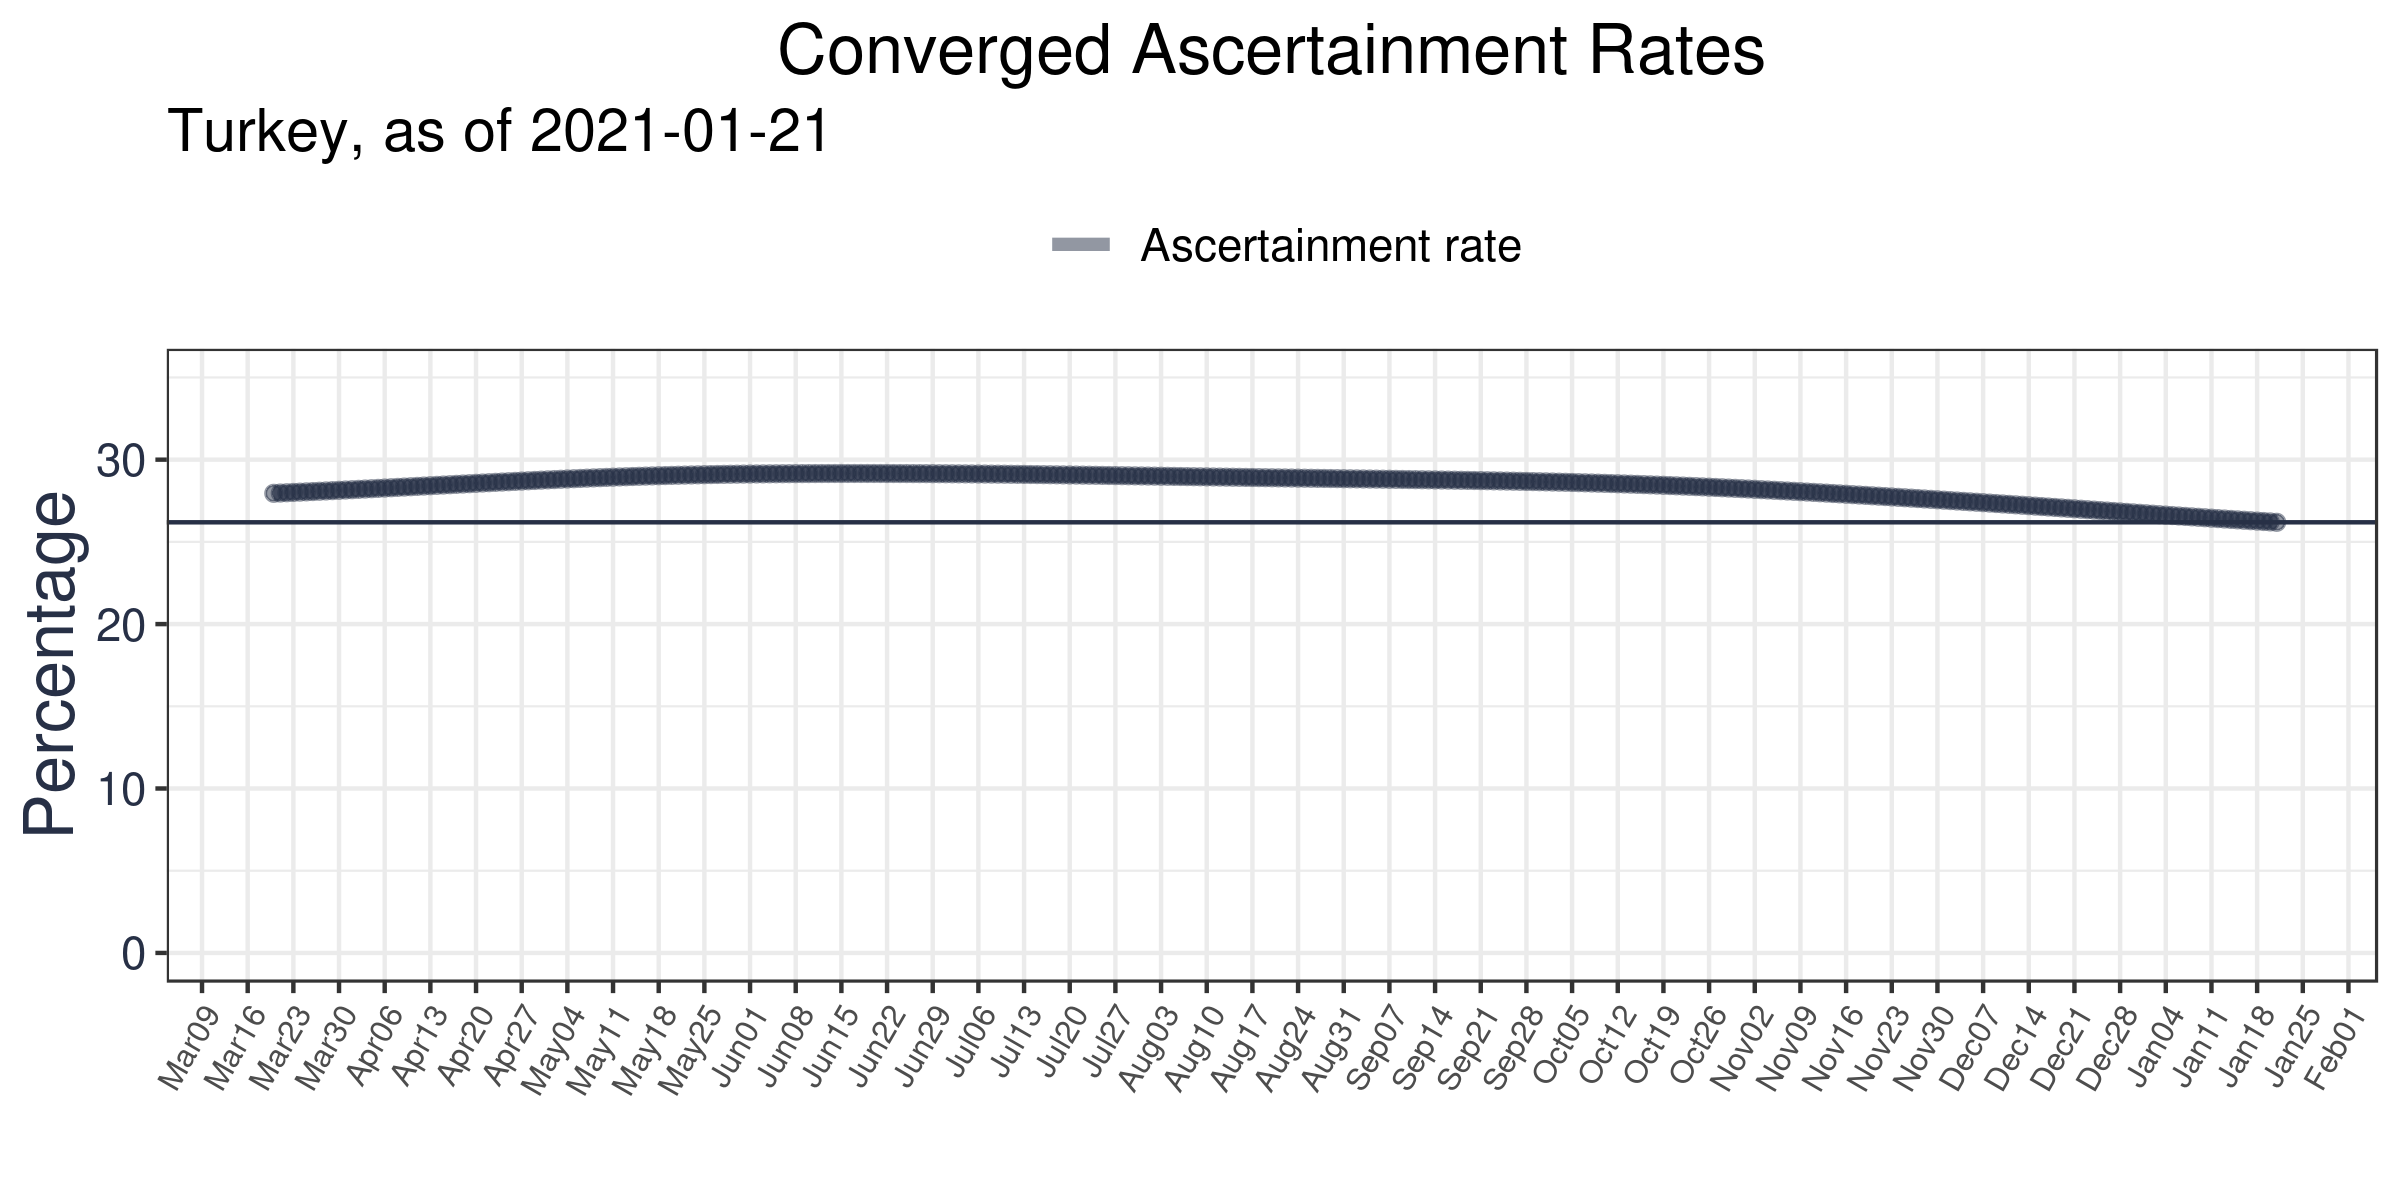 Converged Ascertainment Rates
Turkey, as of 2021-01-21
Ascertainment rate
Percentage
30
20
10
0
Mar09 Mar16 Mar23 Mar30 Apr06 Apr13 Apr20 Apr27 May04 May11 May18 May25 Jun01 Jun08 Jun15 Jun22 Jun29 Jul06 Jul13 Jul20 Jul27 Aug03 Aug10 Aug17 Aug24 Aug31 Sep07 Sep14 Sep21 Sep28 Oct05 Oct12 Oct19 Oct26 Nov02 Nov09 Nov16 Nov23 Nov30 Dec07 Dec14 Dec21 Dec28 Jan04 Jan11 Jan18 Jan25 Feb01